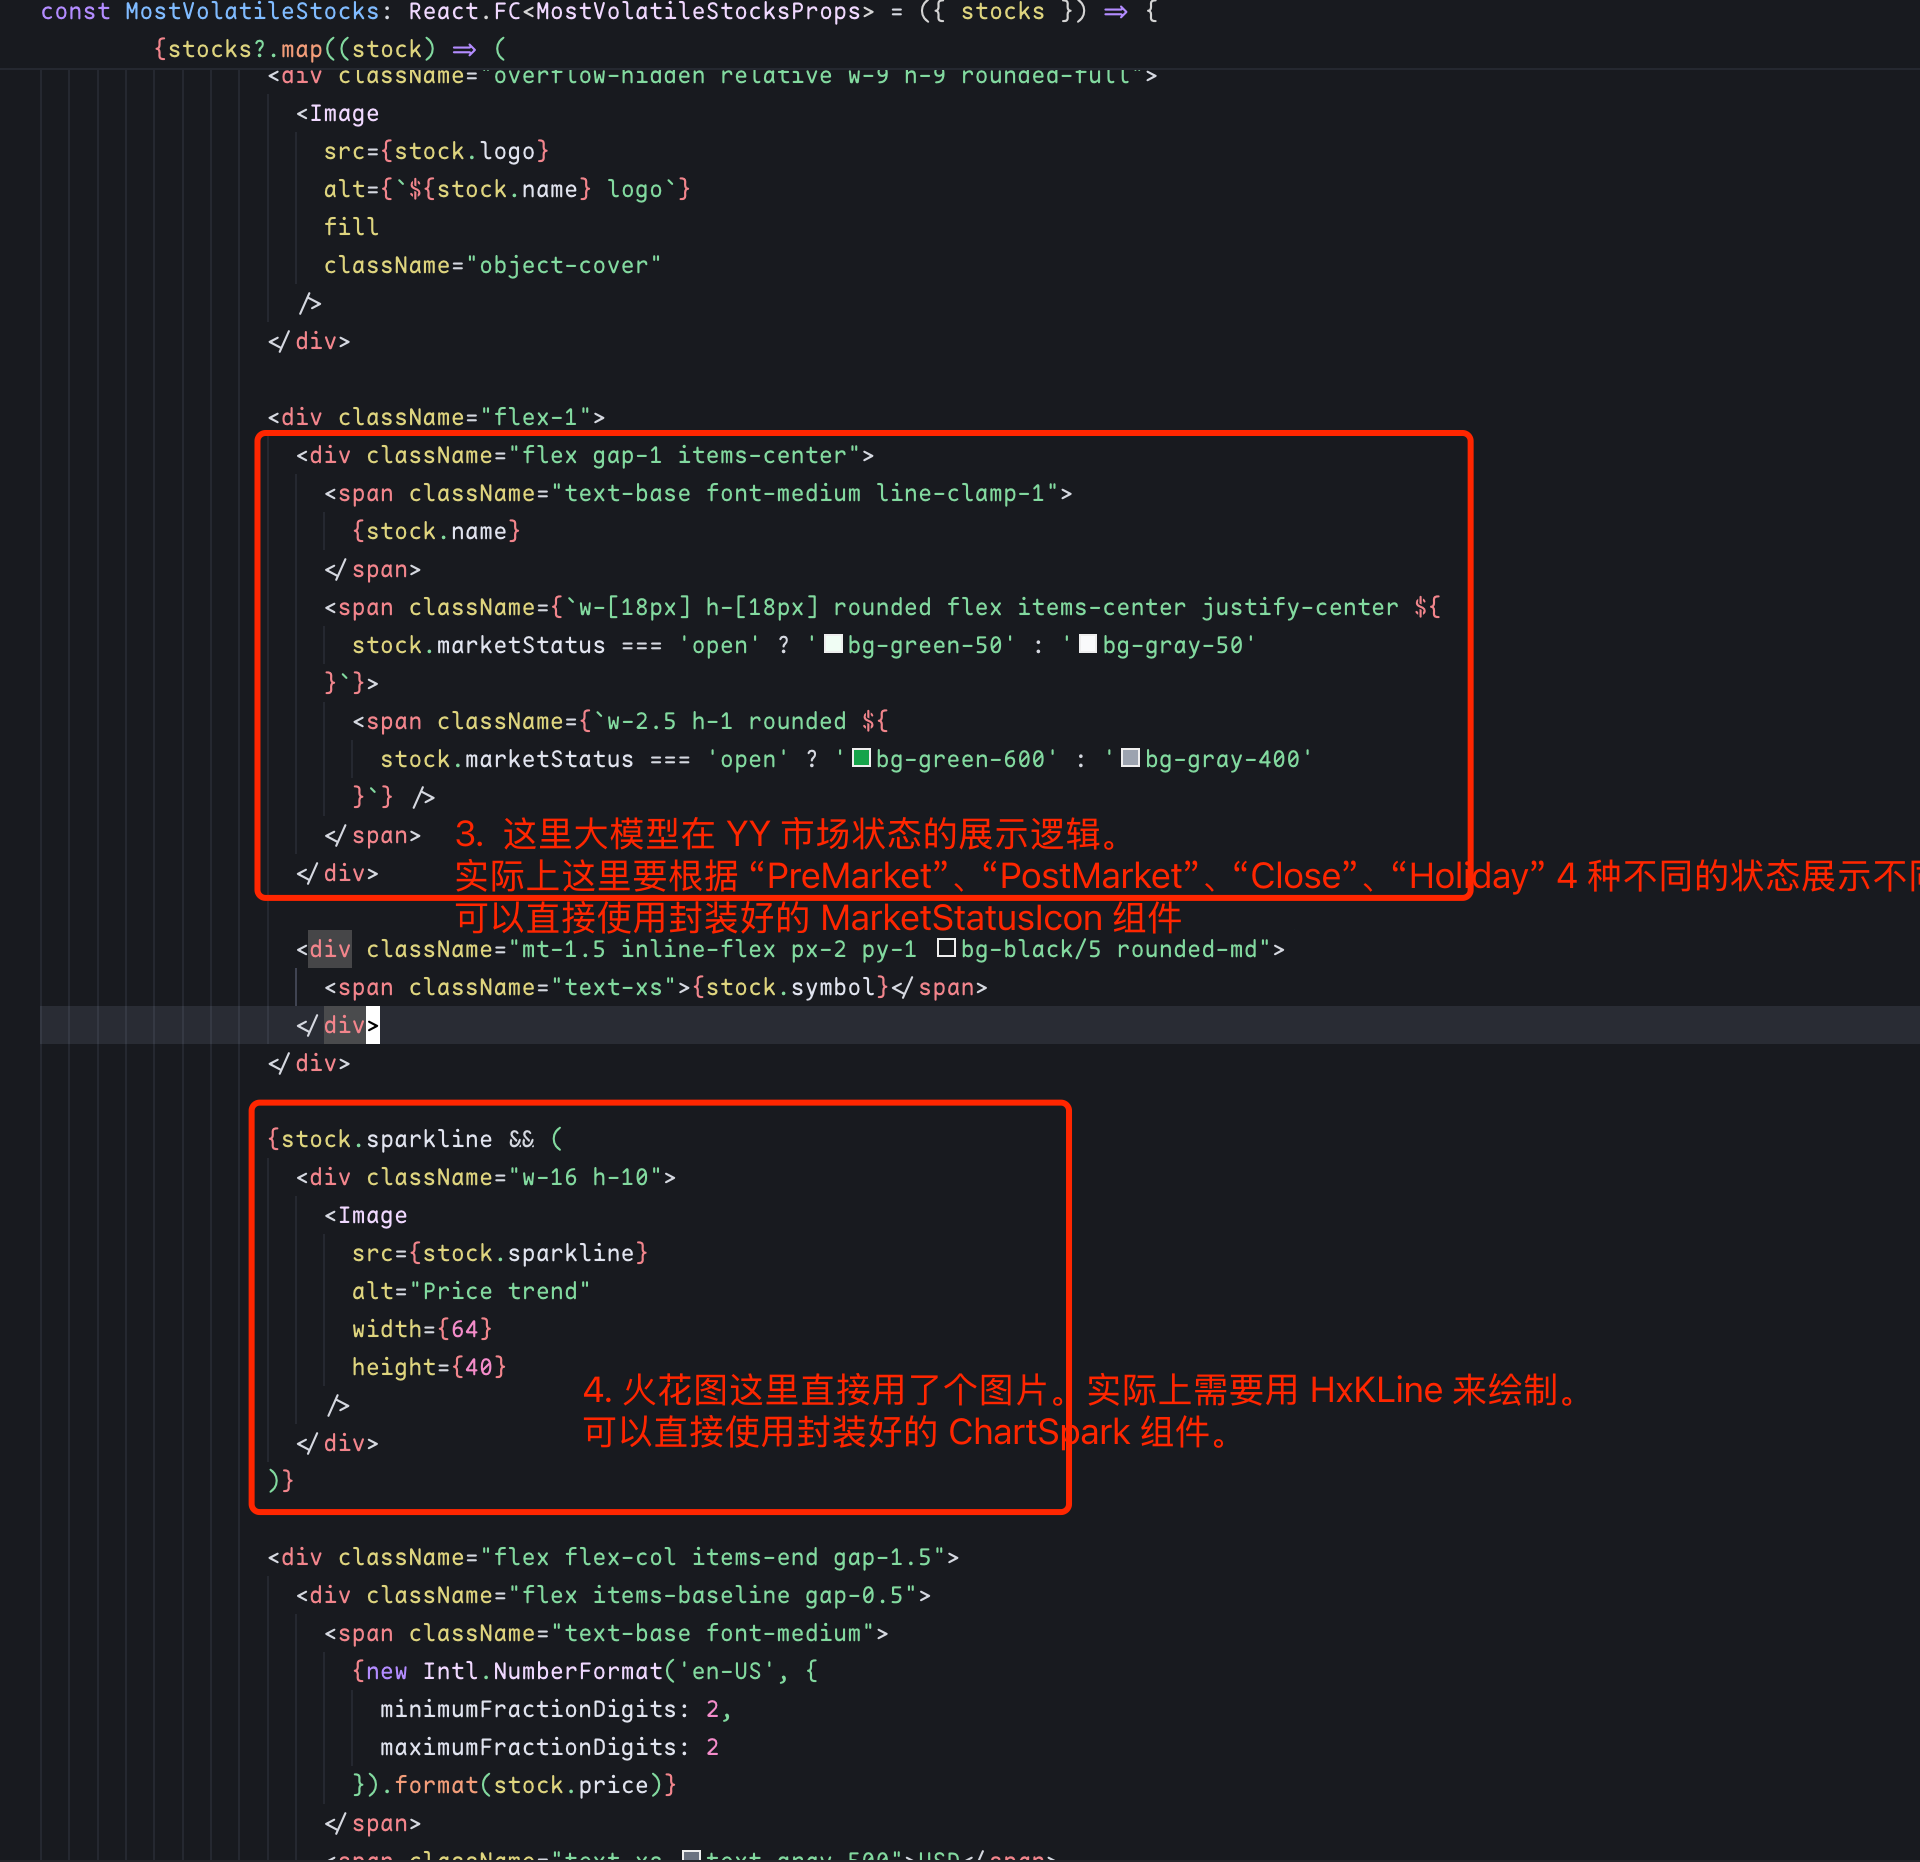 const MostVolatileStocks: React.FC<MostVolatileStocksProps> = ({ stocks }) => {
{stocks?.map((stock) => (
<div className="overflow-hidden relative w-9 h-9 rounded-full">
<Image
src={stock.logo}
alt={`${stock.name} logo`}
fill
className="object-cover"
/>
</div>
<div className="flex-1">
<div className="flex gap-1 items-center">
<span className="text-base font-medium line-clamp-1">
{stock.name}
</span>
<span className={`w-[18px] h-[18px] rounded flex items-center justify-center ${
stock.marketStatus === 'open' ? 'bg-green-50' : 'bg-gray-50'
}`}>
<span className={`w-2.5 h-1 rounded ${
stock.marketStatus === 'open' ? 'bg-green-600' : 'bg-gray-400'
}`} />
</span>
3. 这里大模型在 YY 市场状态的展示逻辑。
</div>
实际上这里要根据 “PreMarket”、“PostMarket”、“Close”、“Holiday” 4 种不同的状态展示不同
可以直接使用封装好的 MarketStatusIcon 组件
<div className="mt-1.5 inline-flex px-2 py-1 bg-black/5 rounded-md">
<span className="text-xs">{stock.symbol}</span>
</div>
</div>
{stock.sparkline && (
<div className="w-16 h-10">
<Image
src={stock.sparkline}
alt="Price trend"
width={64}
height={40}
/>
4. 火花图这里直接用了个图片。实际上需要用 HxKLine 来绘制。
可以直接使用封装好的 ChartSpark 组件。
</div>
)}
<div className="flex flex-col items-end gap-1.5">
<div className="flex items-baseline gap-0.5">
<span className="text-base font-medium">
{new Intl.NumberFormat('en-US', {
minimumFractionDigits: 2,
maximumFractionDigits: 2
}).format(stock.price)}
</span>
<span className="text-xs text-gray-500">USD</span>